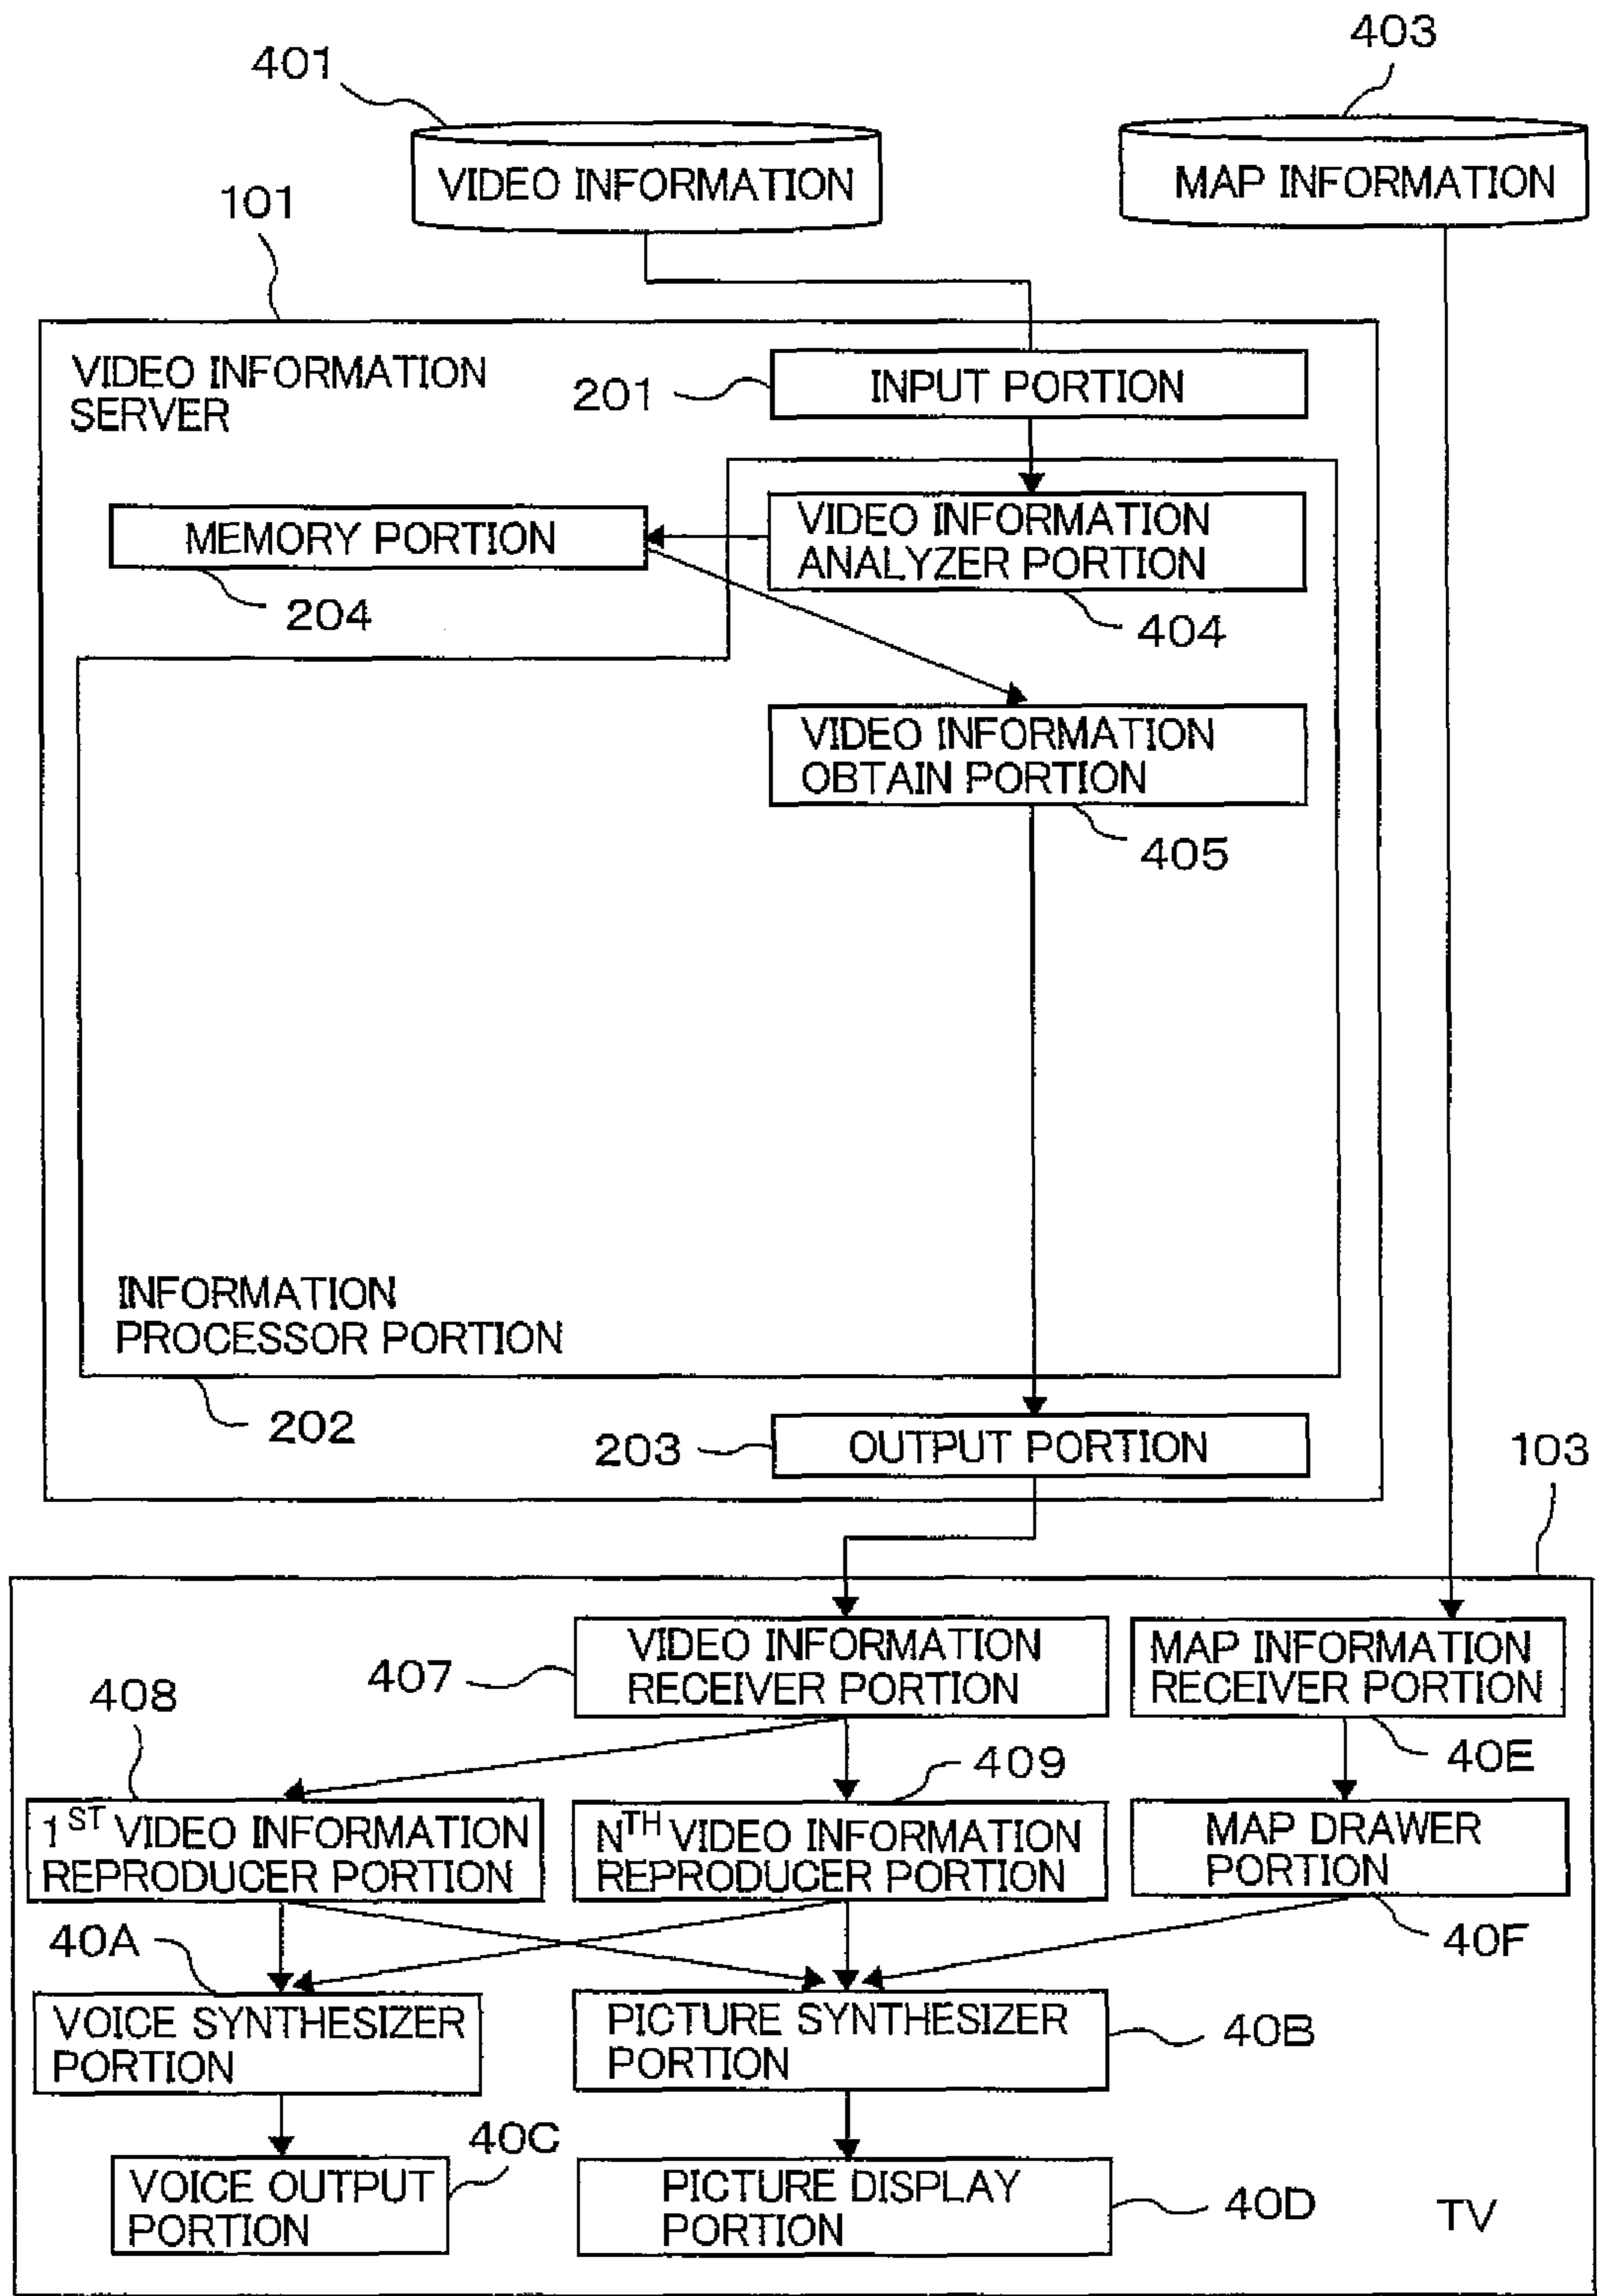 401
403
VIDEO INFORMATION
MAP INFORMATION
101
VIDEO INFORMATION
SERVER
201
INPUT PORTION
MEMORY PORTION
204
VIDEO INFORMATION
ANALYZER PORTION
404
VIDEO INFORMATION
OBTAIN PORTION
405
INFORMATION
PROCESSOR PORTION
202
203
OUTPUT PORTION
103
407
VIDEO INFORMATION
RECEIVER PORTION
MAP INFORMATION
RECEIVER PORTION
40E
408
409
1ST VIDEO INFORMATION
REPRODUCER PORTION
NTH VIDEO INFORMATION
REPRODUCER PORTION
MAP DRAWER
PORTION
40F
40A
VOICE SYNTHESIZER
PORTION
PICTURE SYNTHESIZER
PORTION
40B
40C
VOICE OUTPUT
PORTION
PICTURE DISPLAY
PORTION
40D
TV